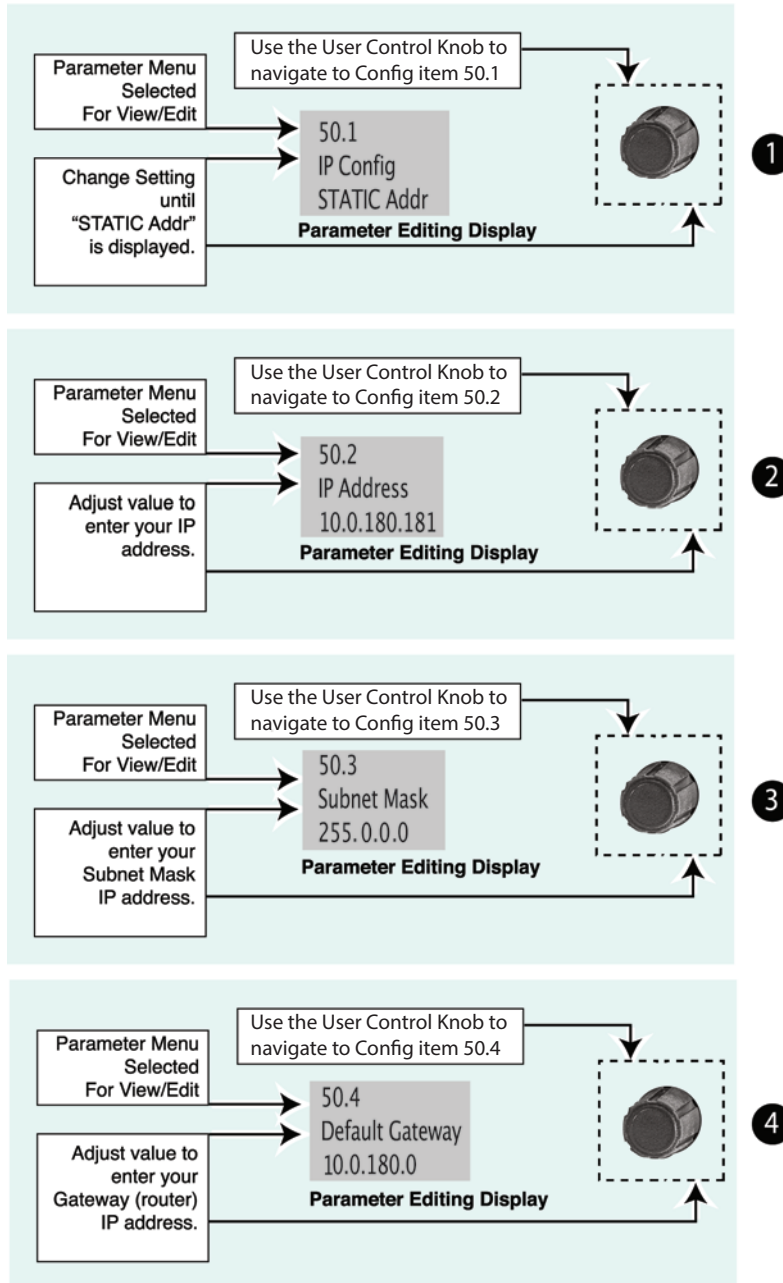 Use the User Control Knob to
navigate to Config item 50.1
Parameter Menu
Selected
For View/Edit
50.1
IP Config
STATIC Addr
Change Setting
until
“STATIC Addr”
is displayed.
Parameter Editing Display
1
Use the User Control Knob to
navigate to Config item 50.2
Parameter Menu
Selected
For View/Edit
50.2
IP Address
10.0.180.181
Adjust value to
enter your IP
address.
Parameter Editing Display
2
Use the User Control Knob to
navigate to Config item 50.3
Parameter Menu
Selected
For View/Edit
50.3
Subnet Mask
255.0.0.0
Adjust value to
enter your
Subnet Mask
IP address.
Parameter Editing Display
3
Use the User Control Knob to
navigate to Config item 50.4
Parameter Menu
Selected
For View/Edit
50.4
Default Gateway
10.0.180.0
Adjust value to
enter your
Gateway (router)
IP address.
Parameter Editing Display
4